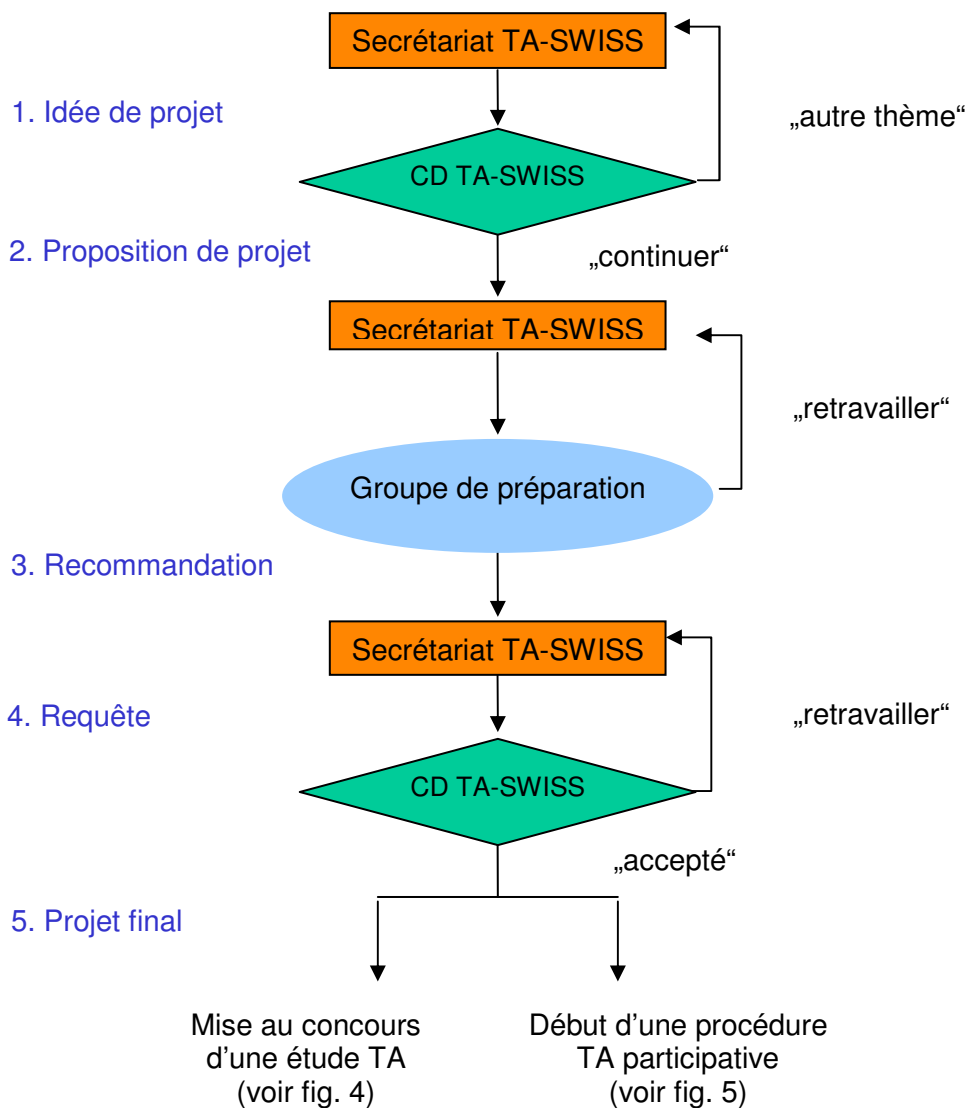 Secrétariat TA-SWISS
1. Idée de projet
„autre thème“
CD TA-SWISS
2. Proposition de projet
„continuer“
Secrétariat TA-SWISS
„retravailler“
Groupe de préparation
3. Recommandation
Secrétariat TA-SWISS
4. Requête
„retravailler“
CD TA-SWISS
„accepté“
5. Projet final
Mise au concours
d'une étude TA
(voir fig. 4)
Début d'une procédure
TA participative
(voir fig. 5)